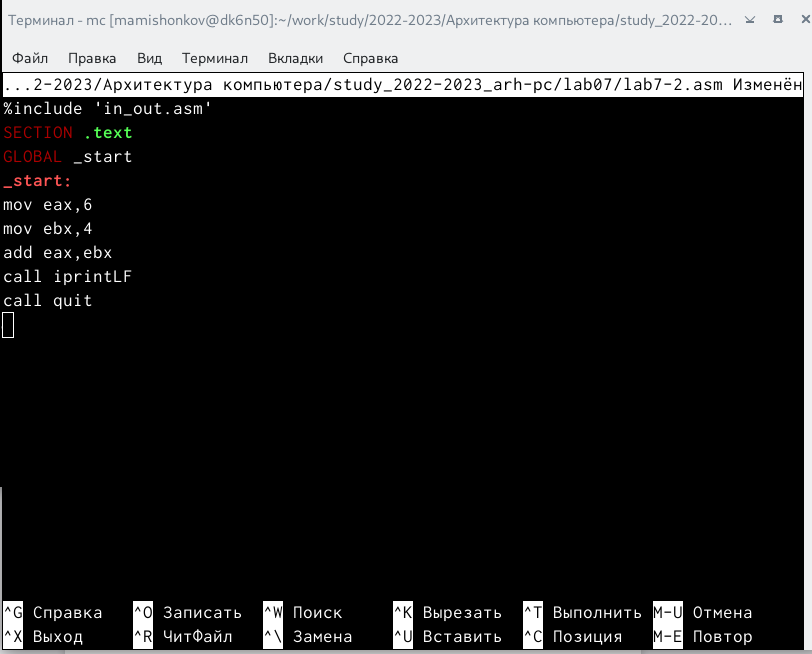 Терминал - mc [mamishonkov@dk6n50]:~/work/study/2022-2023/Архитектура компьютера/study_2022-20...
Файл Правка Вид Терминал Вкладки Справка
...2-2023/Архитектура компьютера/study_2022-2023_arh-pc/lab07/lab7-2.asm Изменён
%include 'in_out.asm'
SECTION .text
GLOBAL _start
_start:
mov eax,6
mov ebx,4
add eax,ebx
call iprintLF
call quit
^G Справка ^O Записать ^W Поиск ^K Вырезать ^T Выполнить M-U Отмена
^X Выход ^R ЧитФайл ^\ Замена ^U Вставить ^C Позиция M-E Повтор